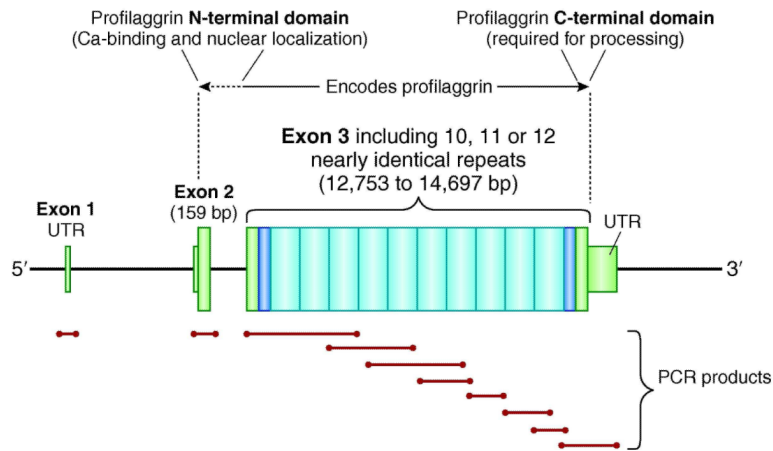 Profilaggrin N-terminal domain
(Ca-binding and nuclear localization)
Profilaggrin C-terminal domain
(required for processing)
Encodes profilaggrin
Exon 3 including 10, 11 or 12
nearly identical repeats
(12,753 to 14,697 bp)
Exon 2
(159 bp)
Exon 1
UTR
UTR
5′
3′
PCR products